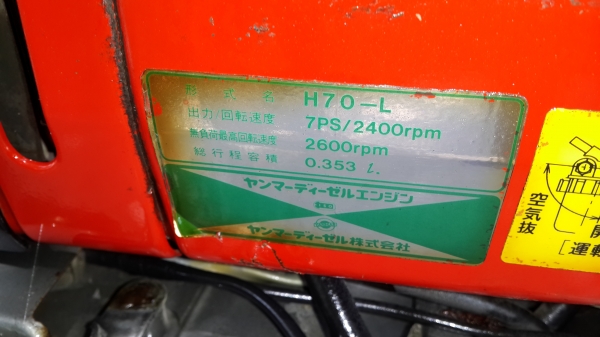 形式名 H70-L
出力/回転速度 7PS/2400rpm
無負荷最高回転速度 2600rpm
総行程容積 0.353 l.
ヤンマーディーゼルエンジン
ヤンマーディーゼル株式会社
空気抜
[運転